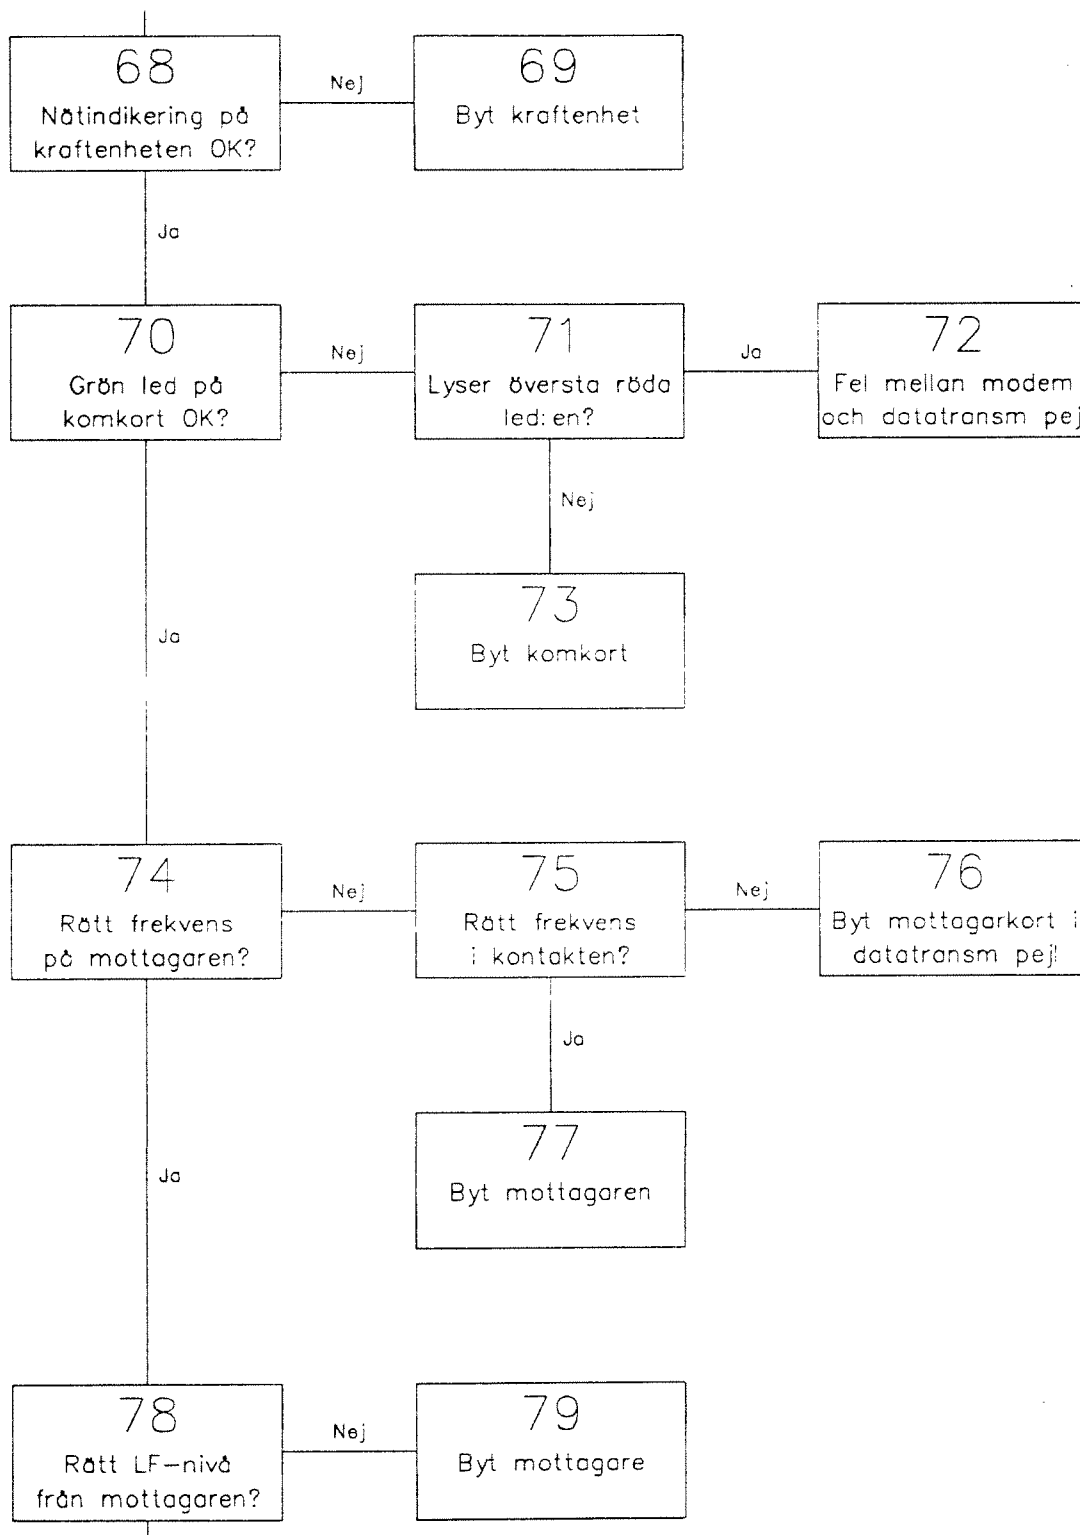 68
Nätindikering på
kraftenheten OK?
Nej
69
Byt kraftenhet
Ja
70
Grön led på
komkort OK?
Nej
71
Lyser översta röda
led:en?
Ja
72
Fel mellan modem
och datatransm pejl
Nej
73
Byt komkort
Ja
74
Rätt frekvens
på mottagaren?
Nej
75
Rätt frekvens
i kontakten?
Nej
76
Byt mottagarkort i
datatransm pejl
Ja
77
Byt mottagaren
Ja
78
Rätt LF-nivå
från mottagaren?
Nej
79
Byt mottagare